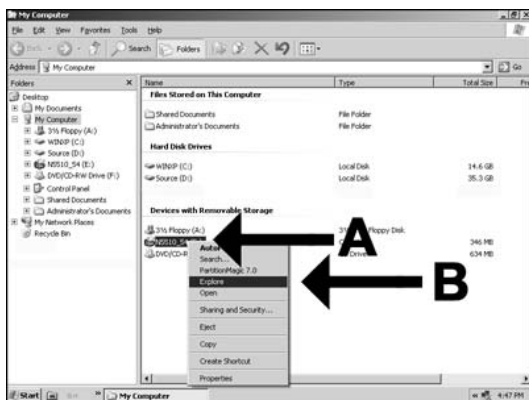 My Computer
File Edit View Favorites Tools Help
Back Search Folders
Address My Computer Go
Folders Name Type Total Size
Desktop
My Documents
My Computer
3½ Floppy (A:)
WINXP (C:)
Source (D:)
NSS10_S4 (E:)
DVD/CD-RW Drive (F:)
Control Panel
Shared Documents
Administrator's Documents
My Network Places
Recycle Bin
Files Stored on This Computer
Shared Documents File Folder
Administrator's Documents File Folder
Hard Disk Drives
WINXP (C:) Local Disk 14.6 GB
Source (D:) Local Disk 35.3 GB
Devices with Removable Storage
3½ Floppy (A:) Floppy Disk
346 MB
DVD/CD-R Drive 634 MB
A
B
Search...
PartitionMagic 7.0
Explore
Open
Sharing and Security...
Eject
Copy
Create Shortcut
Properties
Start My Computer 4:47 PM